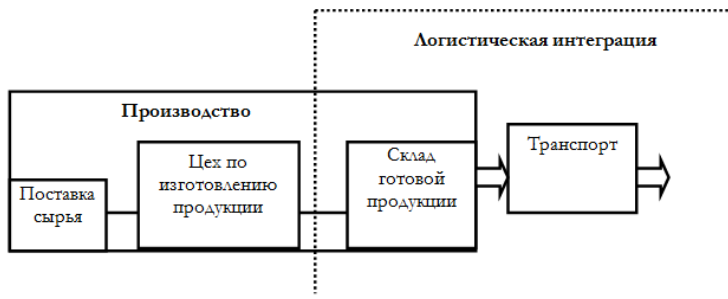 Логистическая интеграция
Производство
Поставка
сырья
Цех по
изготовлению
продукции
Склад
готовой
продукции
Транспорт